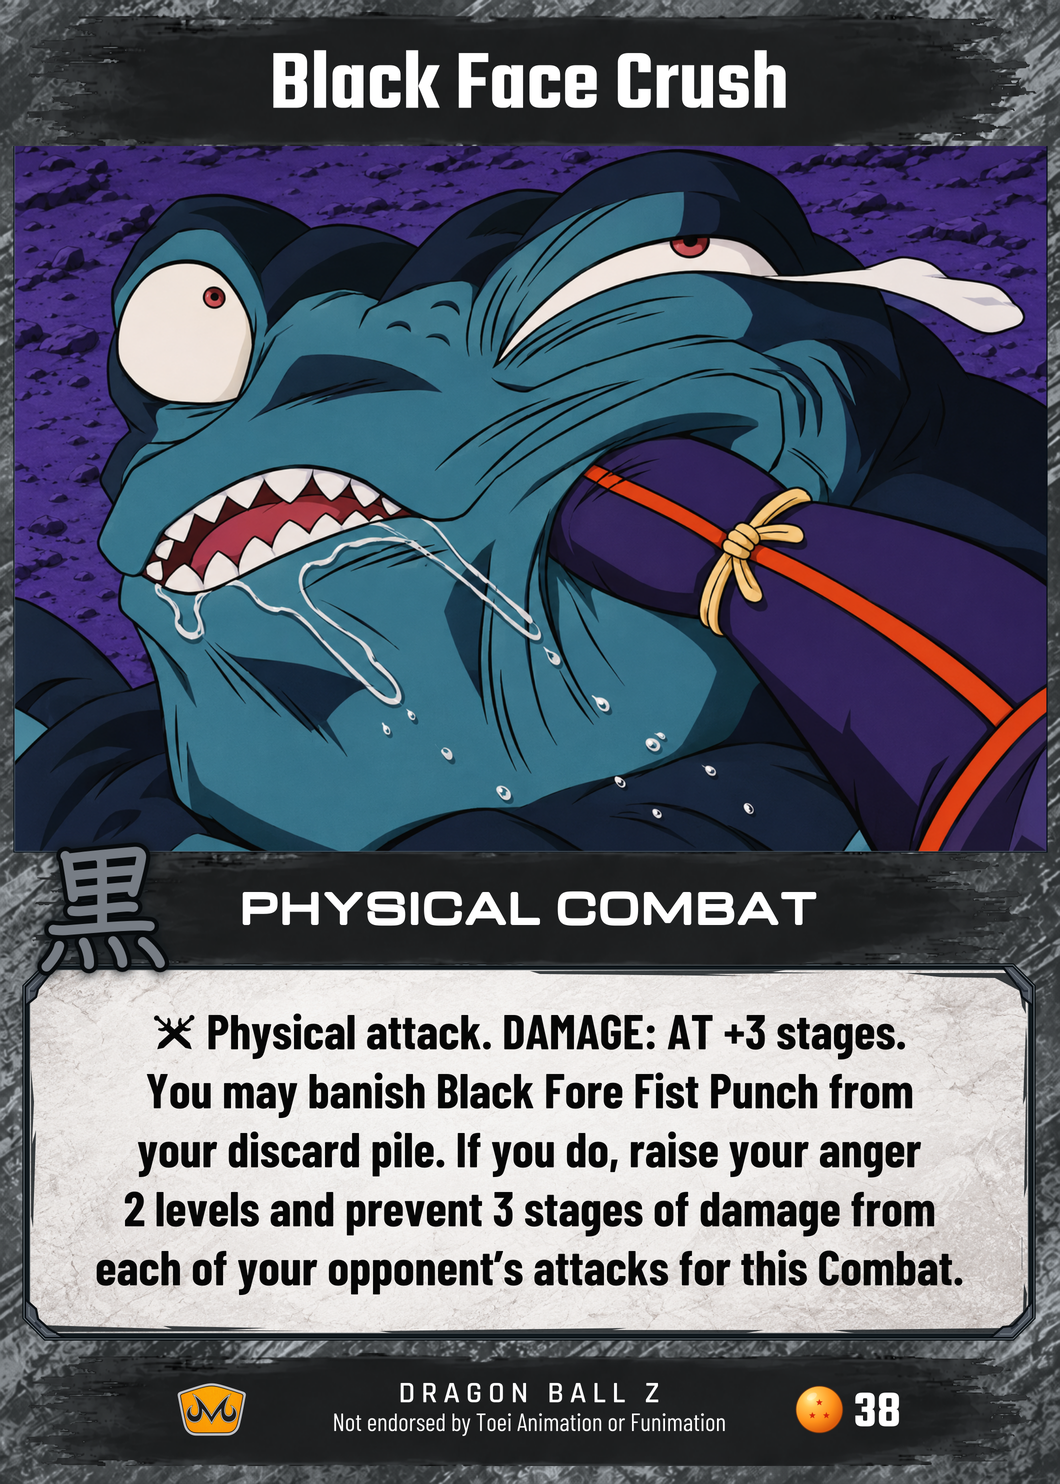 Black Face Crush
黒
PHYSICAL COMBAT
Physical attack. DAMAGE: AT +3 stages.
You may banish Black Fore Fist Punch from
your discard pile. If you do, raise your anger
2 levels and prevent 3 stages of damage from
each of your opponent's attacks for this Combat.
DRAGON BALL Z
Not endorsed by Toei Animation or Funimation
38